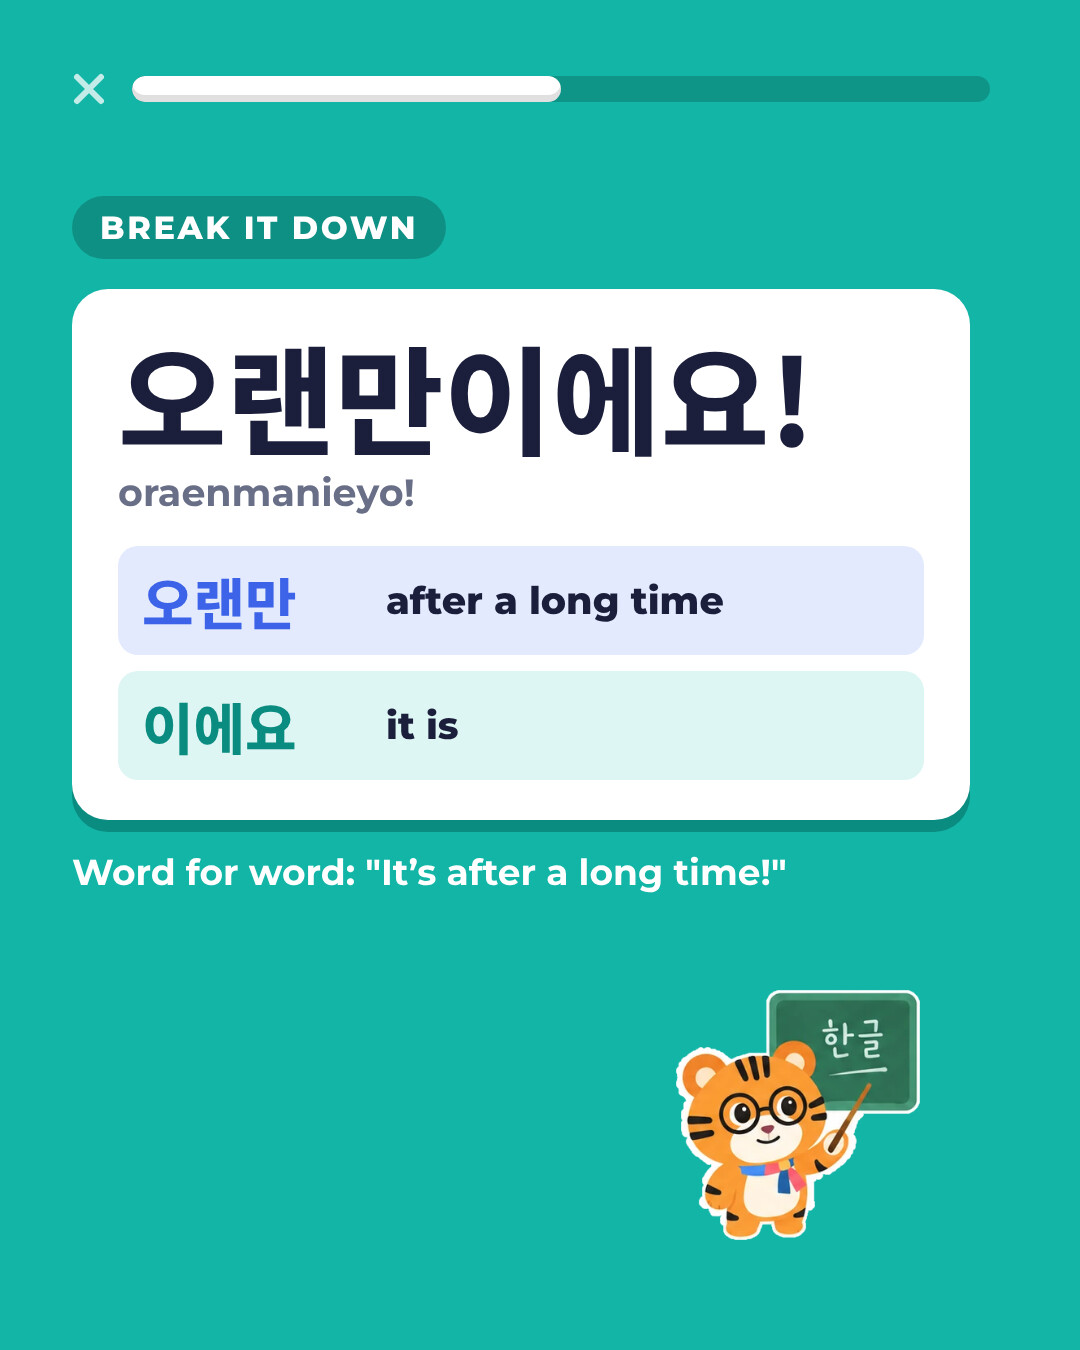 BREAK IT DOWN
오랜만이에요!
oraenmanieyo!
오랜만 after a long time
이에요 it is
Word for word: "It’s after a long time!"
한글